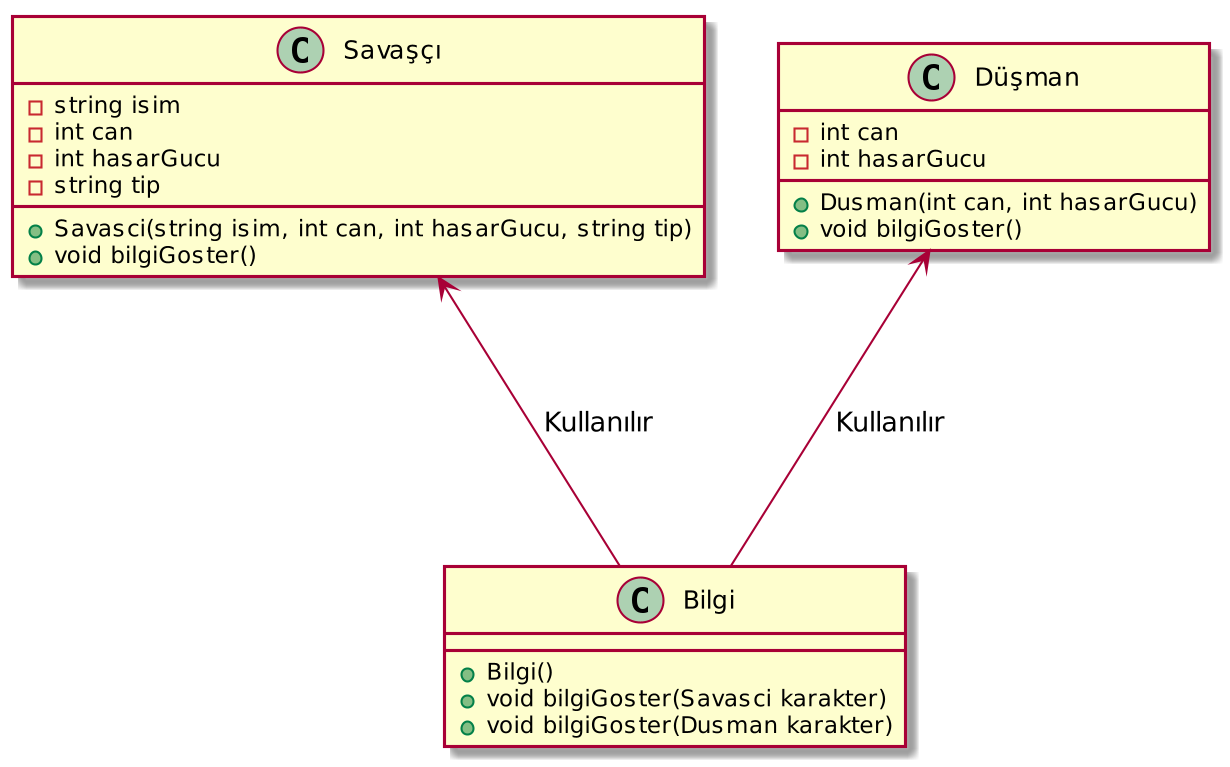 C Savaşçı
string isim
int can
int hasarGucu
string tip
Savasci(string isim, int can, int hasarGucu, string tip)
void bilgiGoster()
C Düşman
int can
int hasarGucu
Dusman(int can, int hasarGucu)
void bilgiGoster()
Kullanılır
Kullanılır
C Bilgi
Bilgi()
void bilgiGoster(Savasci karakter)
void bilgiGoster(Dusman karakter)